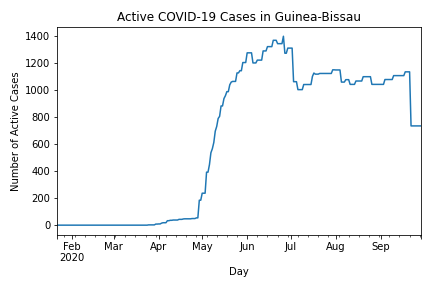 Active COVID-19 Cases in Guinea-Bissau
1400
1200
1000
800
600
400
200
0
Number of Active Cases
Feb Mar Apr May Jun Jul Aug Sep
2020
Day